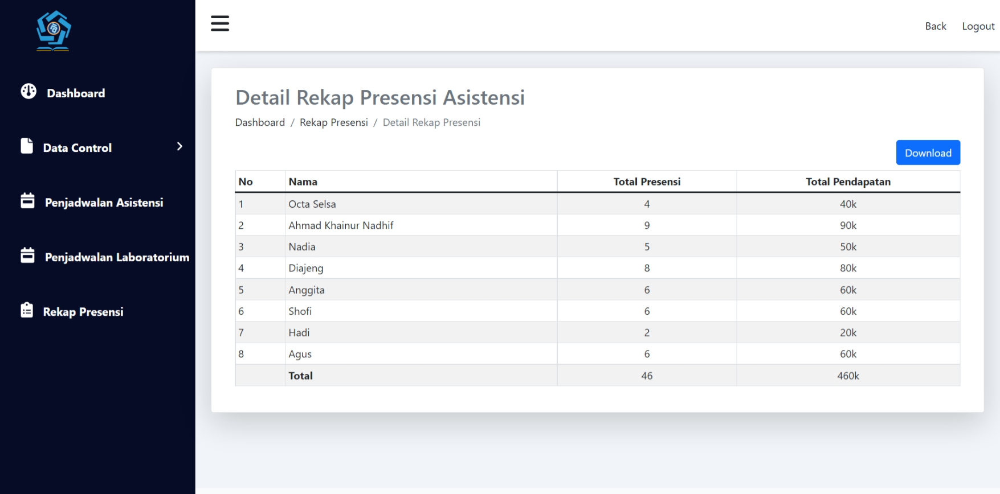 Back Logout
Dashboard
Data Control
Penjadwalan Asistensi
Penjadwalan Laboratorium
Rekap Presensi
Detail Rekap Presensi Asistensi
Dashboard / Rekap Presensi / Detail Rekap Presensi
Download
No Nama Total Presensi Total Pendapatan
1 Octa Selsa 4 40k
2 Ahmad Khainur Nadhif 9 90k
3 Nadia 5 50k
4 Diajeng 8 80k
5 Anggita 6 60k
6 Shofi 6 60k
7 Hadi 2 20k
8 Agus 6 60k
Total 46 460k